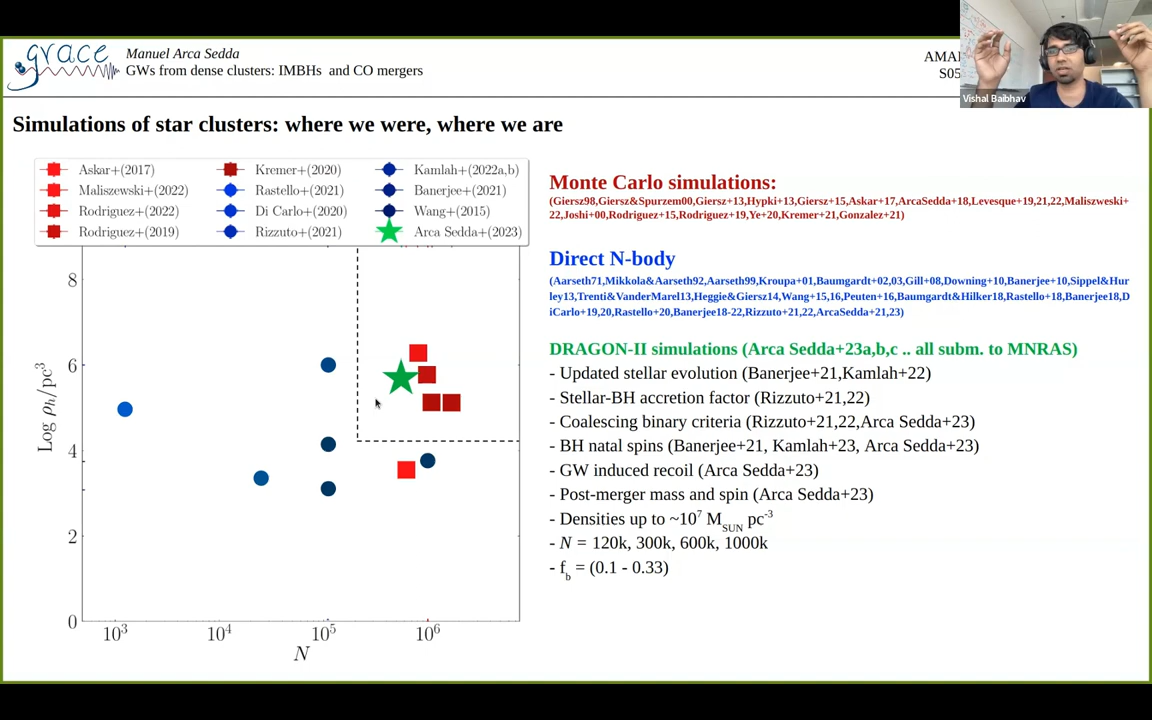 grace
Manuel Arca Sedda
GWs from dense clusters: IMBHs and CO mergers
AMA
S05
Vishal Baibhav
Simulations of star clusters: where we were, where we are
Askar+(2017)
Maliszewski+(2022)
Rodriguez+(2022)
Rodriguez+(2019)
Kremer+(2020)
Rastello+(2021)
Di Carlo+(2020)
Rizzuto+(2021)
Kamlah+(2022a,b)
Banerjee+(2021)
Wang+(2015)
Arca Sedda+(2023)
Log ρh/pc³
8
6
4
2
0
10³ 10⁴ 10⁵ 10⁶
N
Monte Carlo simulations:
(Giersz98,Giersz&Spurzem00,Giersz+13,Hypki+13,Giersz+15,Askar+17,ArcaSedda+18,Levesque+19,21,22,Maliszweski+
22,Joshi+00,Rodriguez+15,Rodriguez+19,Ye+20,Kremer+21,Gonzalez+21)
Direct N-body
(Aarseth71,Mikkola&Aarseth92,Aarseth99,Kroupa+01,Baumgardt+02,03,Gill+08,Downing+10,Banerjee+10,Sippel&Hur
ley13,Trenti&VanderMarel13,Heggie&Giersz14,Wang+15,16,Peuten+16,Baumgardt&Hilker18,Rastello+18,Banerjee18,D
iCarlo+19,20,Rastello+20,Banerjee18-22,Rizzuto+21,22,ArcaSedda+21,23)
DRAGON-II simulations (Arca Sedda+23a,b,c .. all subm. to MNRAS)
- Updated stellar evolution (Banerjee+21,Kamlah+22)
- Stellar-BH accretion factor (Rizzuto+21,22)
- Coalescing binary criteria (Rizzuto+21,22,Arca Sedda+23)
- BH natal spins (Banerjee+21, Kamlah+23, Arca Sedda+23)
- GW induced recoil (Arca Sedda+23)
- Post-merger mass and spin (Arca Sedda+23)
- Densities up to ~10⁷ MSUN pc⁻³
- N = 120k, 300k, 600k, 1000k
- fb = (0.1 - 0.33)